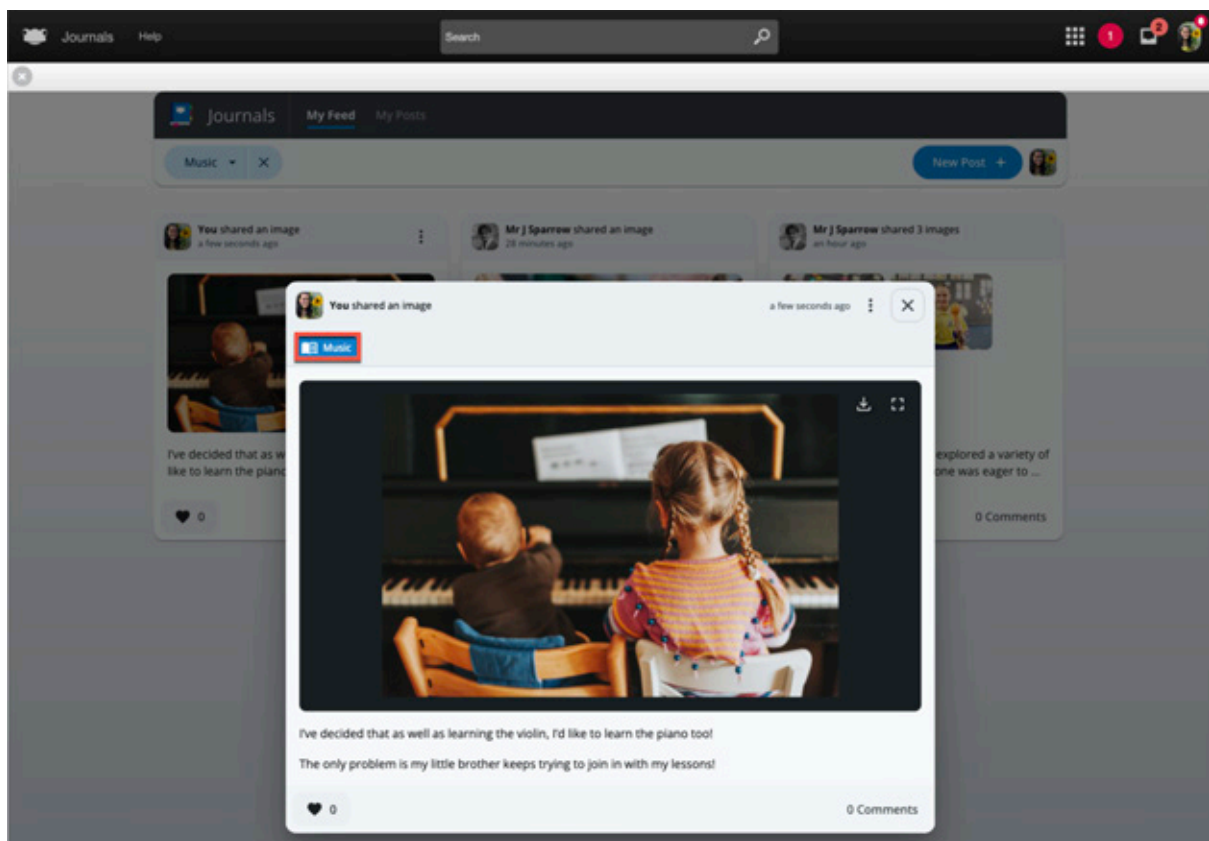 Journals Help Search 1 2
Journals My Feed My Posts
Music New Post +
You shared an image
a few seconds ago
Mr J Sparrow shared an image
28 minutes ago
Mr J Sparrow shared 3 images
an hour ago
You shared an image a few seconds ago
Music
I've decided that as w
like to learn the piano
explored a variety of
one was eager to ...
0
0 Comments
I've decided that as well as learning the violin, I'd like to learn the piano too!
The only problem is my little brother keeps trying to join in with my lessons!
0 0 Comments